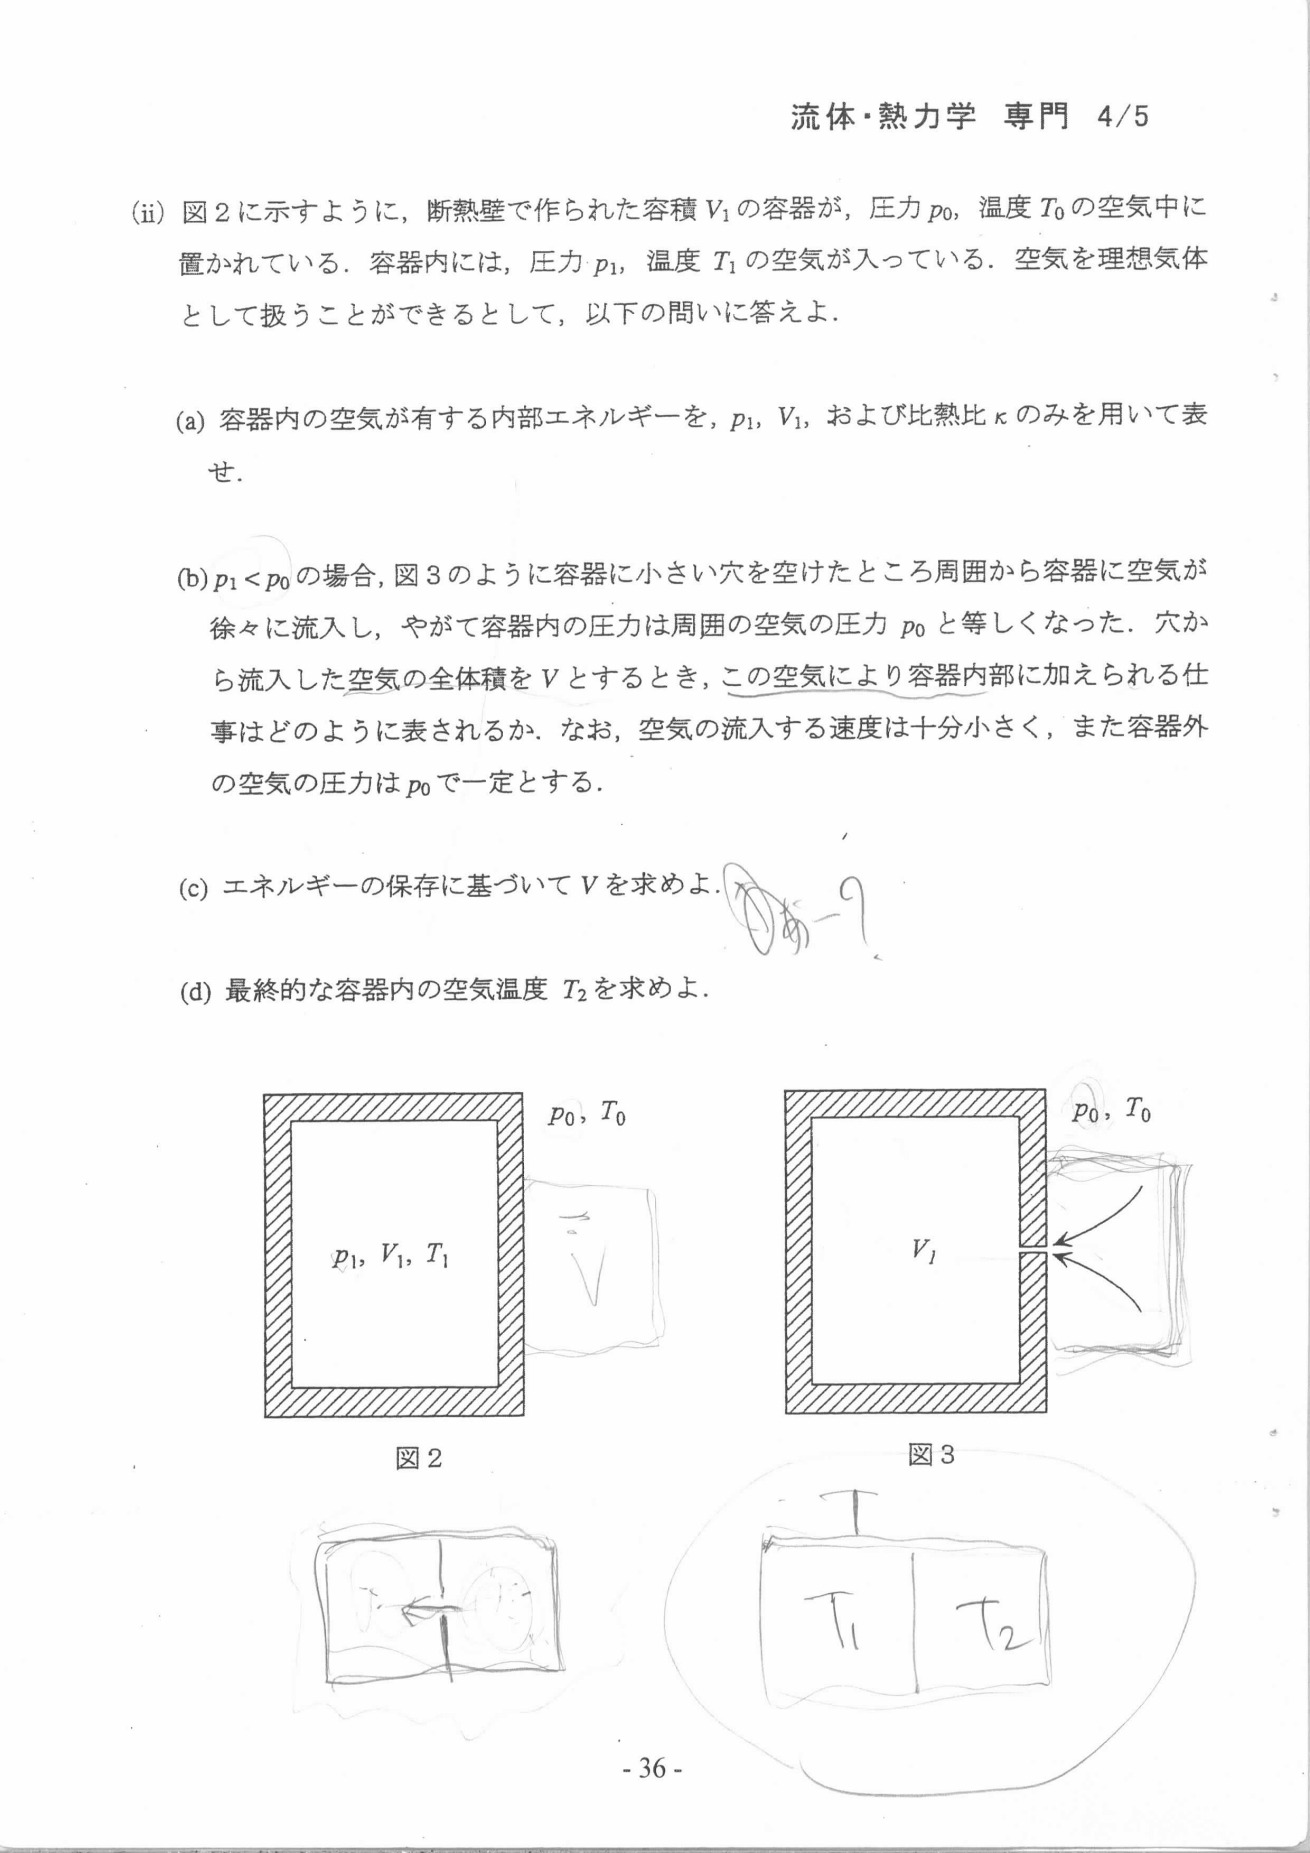 流体・熱力学　専門　4/5
(ii) 図2に示すように，断熱壁で作られた容積 V₁の容器が，圧力 p₀，温度 T₀の空気中に
置かれている．容器内には，圧力 p₁，温度 T₁の空気が入っている．空気を理想気体
として扱うことができるとして，以下の問いに答えよ．
(a) 容器内の空気が有する内部エネルギーを，p₁，V₁，および比熱比 κ のみを用いて表
せ．
(b) p₁ < p₀の場合，図3のように容器に小さい穴を空けたところ周囲から容器に空気が
徐々に流入し，やがて容器内の圧力は周囲の空気の圧力 p₀ と等しくなった．穴か
ら流入した空気の全体積を V とするとき，この空気により容器内部に加えられる仕
事はどのように表されるか．なお，空気の流入する速度は十分小さく，また容器外
の空気の圧力は p₀ で一定とする．
(c) エネルギーの保存に基づいて V を求めよ．
(d) 最終的な容器内の空気温度 T₂を求めよ．
p₀，T₀
p₁，V₁，T₁
V
図2
p₀，T₀
V₁
図3
T
T₁
T₂
- 36 -